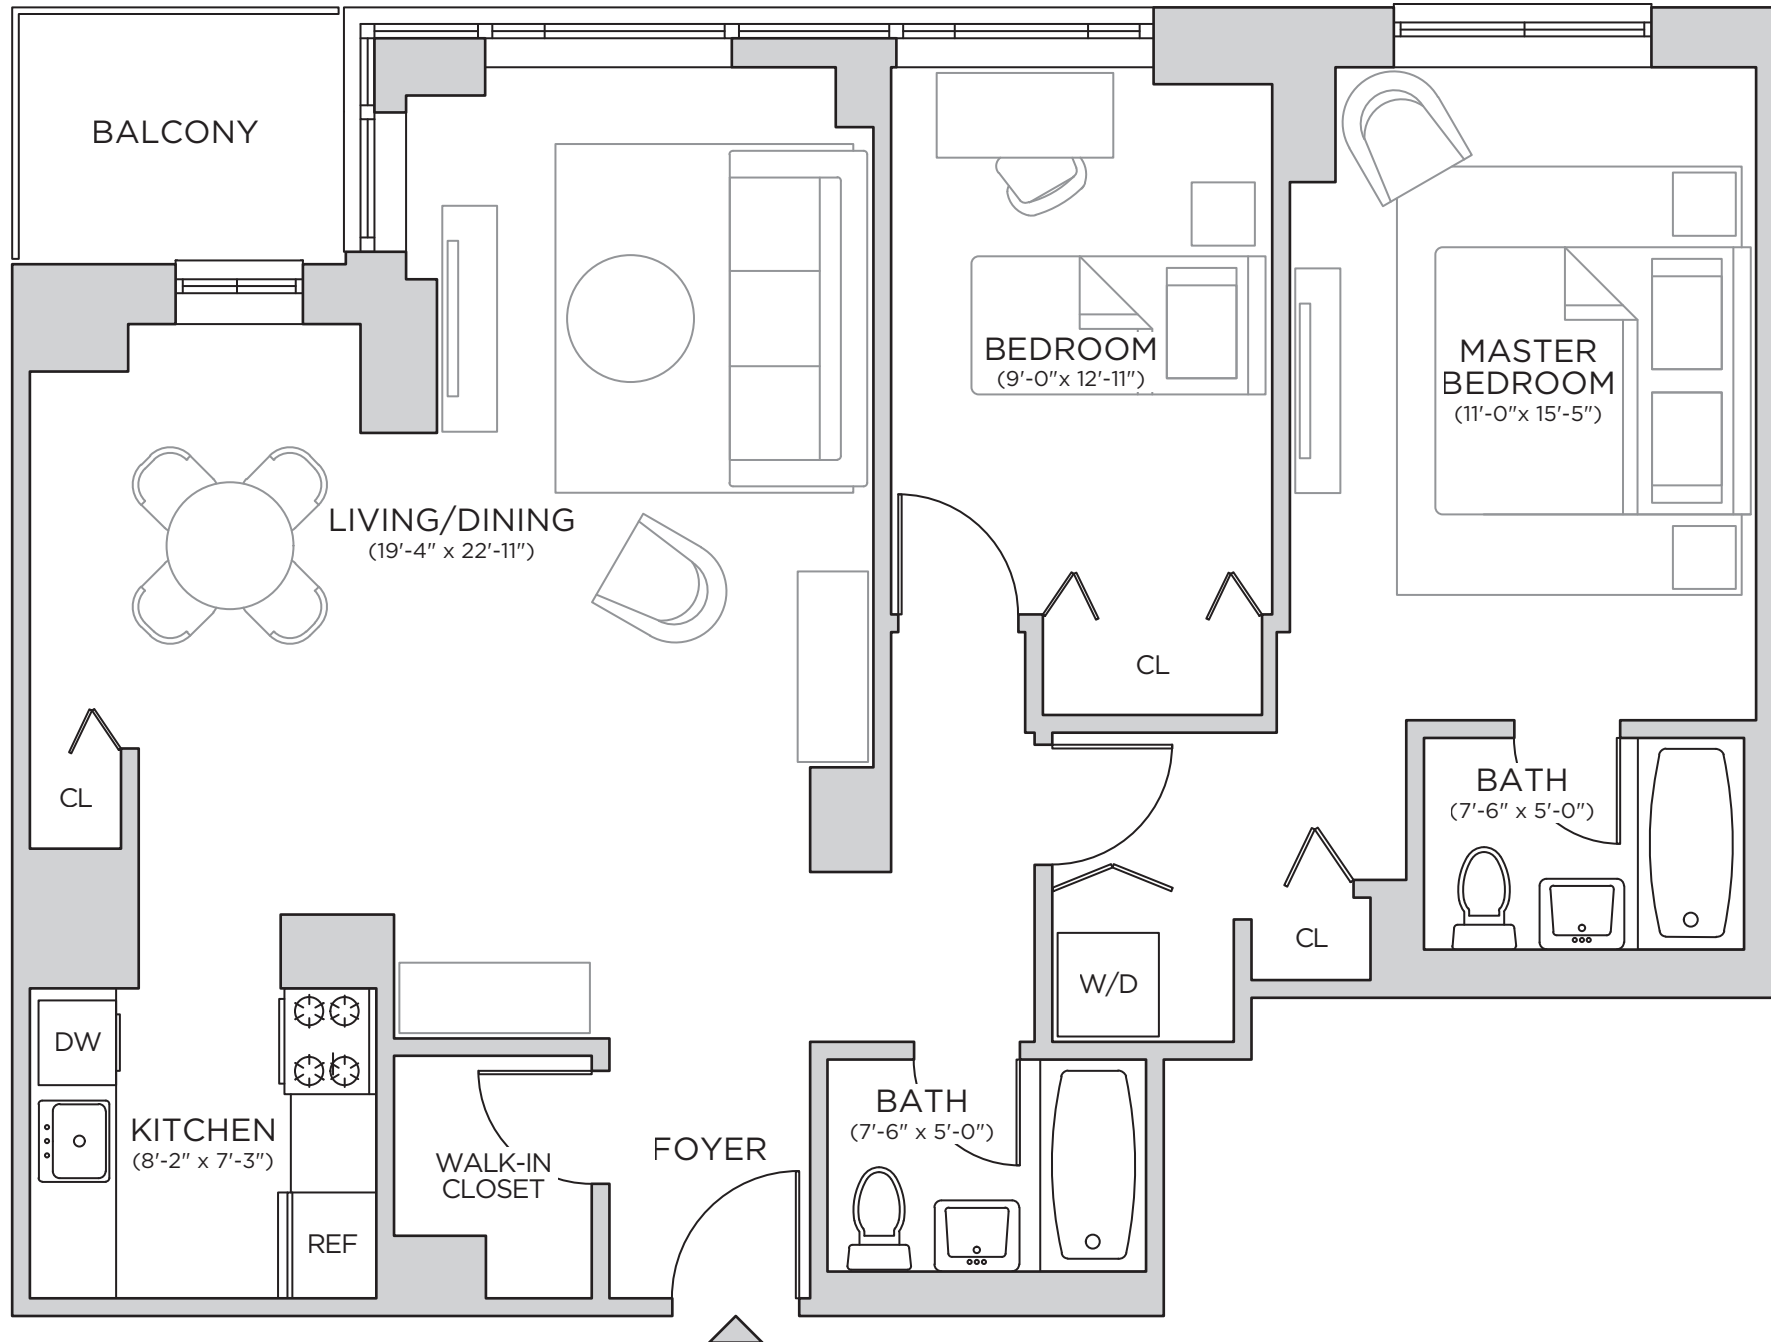 BALCONY
BEDROOM
(9'-0"x 12'-11")
MASTER
BEDROOM
(11'-0"x 15'-5")
LIVING/DINING
(19'-4" x 22'-11")
CL
CL
BATH
(7'-6" x 5'-0")
CL
W/D
DW
KITCHEN
(8'-2" x 7'-3")
WALK-IN
CLOSET
FOYER
BATH
(7'-6" x 5'-0")
REF